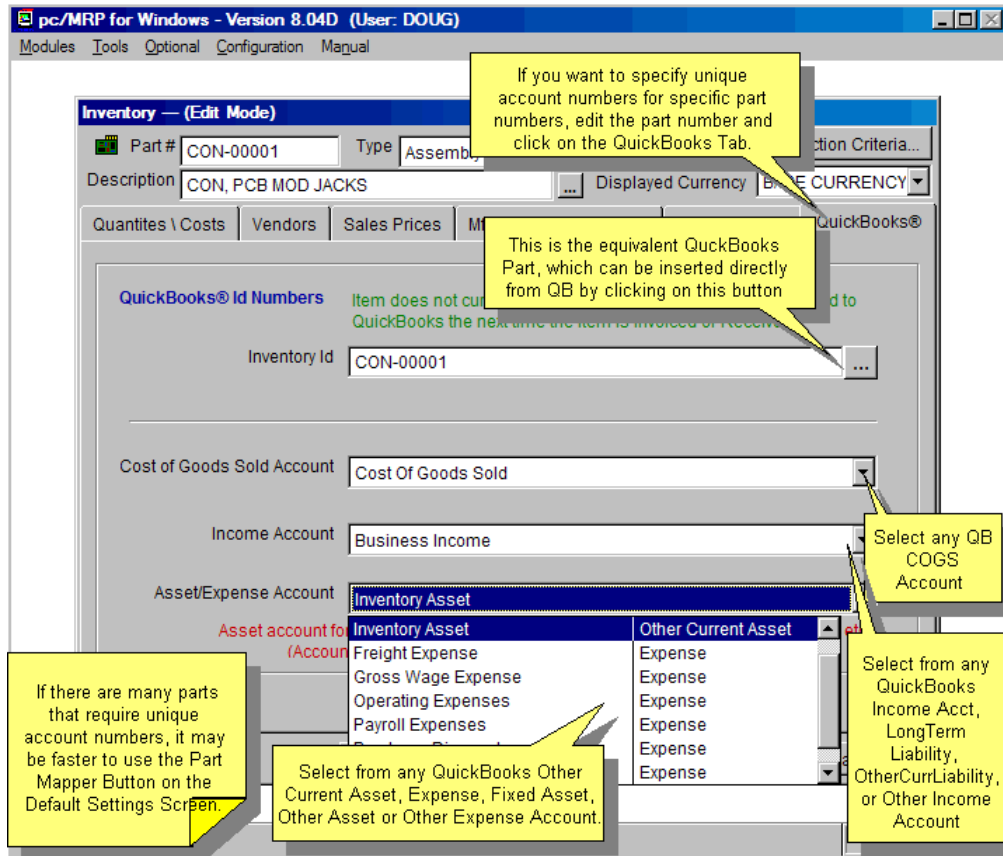 pc/MRP for Windows - Version 8.04D (User: DOUG)
Modules Tools Optional Configuration Manual
If you want to specify unique
account numbers for specific part
numbers, edit the part number and
click on the QuickBooks Tab.
Inventory — (Edit Mode)
Part # CON-00001 Type Assembly
Criteria...
Description CON, PCB MOD JACKS ... Displayed Currency CURRENCY
Quantites \ Costs Vendors Sales Prices QuickBooks®
This is the equivalent QuckBooks
Part, which can be inserted directly
from QB by clicking on this button
QuickBooks® Id Numbers Item does not to
QuickBooks the next time the item is invoiced or
Inventory Id CON-00001 ...
Cost of Goods Sold Account Cost Of Goods Sold
Income Account Business Income
Select any QB
COGS
Account
Asset/Expense Account Inventory Asset
Asset account
Inventory Asset Other Current Asset
Freight Expense Expense
Gross Wage Expense Expense
Operating Expenses Expense
Payroll Expenses Expense
Expense
Expense
If there are many parts
that require unique
account numbers, it may
be faster to use the Part
Mapper Button on the
Default Settings Screen.
Select from any QuickBooks Other
Current Asset, Expense, Fixed Asset,
Other Asset or Other Expense Account.
Select from any
QuickBooks
Income Acct,
LongTerm
Liability,
OtherCurrLiability,
or Other Income
Account